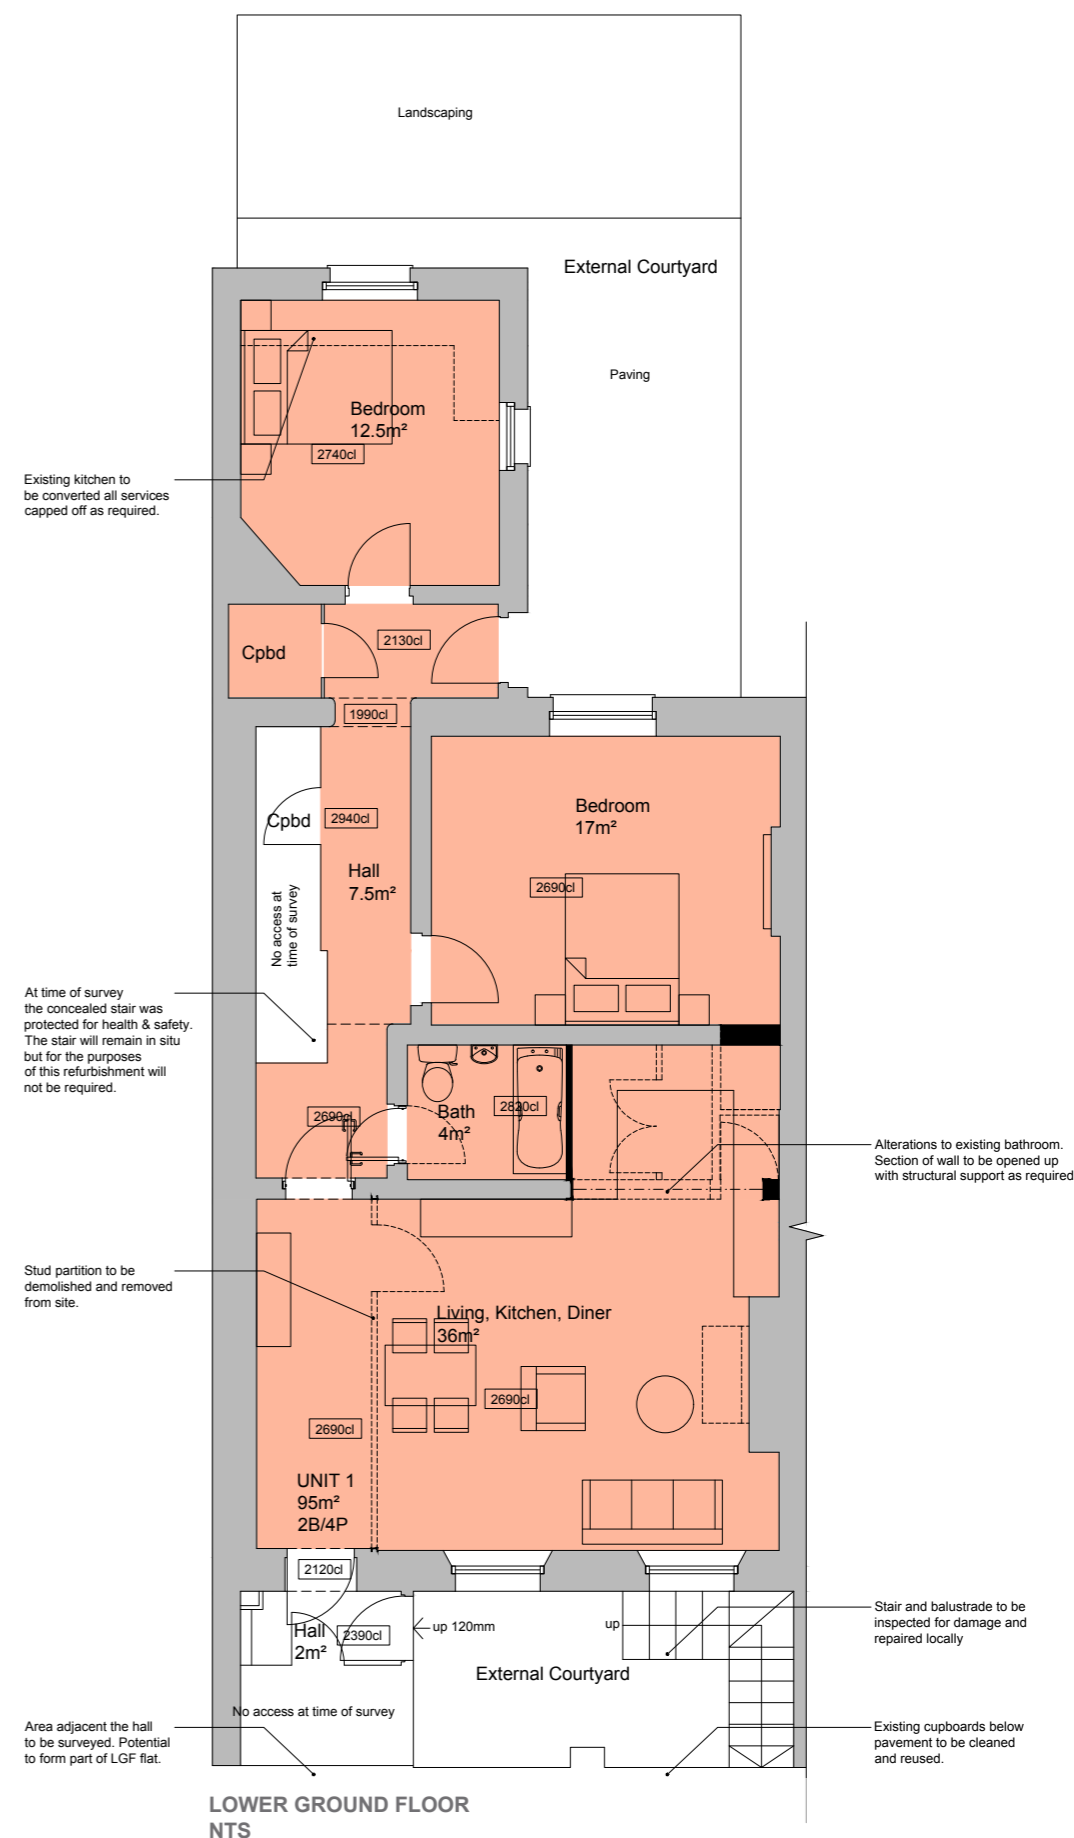 Landscaping
External Courtyard
Paving
Bedroom
12.5m²
2740cl
Existing kitchen to
be converted all services
capped off as required.
2130cl
Cpbd
1990cl
Bedroom
17m²
Cpbd
2940cl
Hall
7.5m²
2690cl
No access at
time of survey
At time of survey
the concealed stair was
protected for health & safety.
The stair will remain in situ
but for the purposes
of this refurbishment will
not be required.
2690cl
Bath
4m²
2820cl
Alterations to existing bathroom.
Section of wall to be opened up
with structural support as required
Stud partition to be
demolished and removed
from site.
Living, Kitchen, Diner
36m²
2690cl
2690cl
UNIT 1
95m²
2B/4P
2120cl
Hall
2m²
2390cl
up 120mm
up
Stair and balustrade to be
inspected for damage and
repaired locally
External Courtyard
No access at time of survey
Area adjacent the hall
to be surveyed. Potential
to form part of LGF flat.
Existing cupboards below
pavement to be cleaned
and reused.
LOWER GROUND FLOOR
NTS